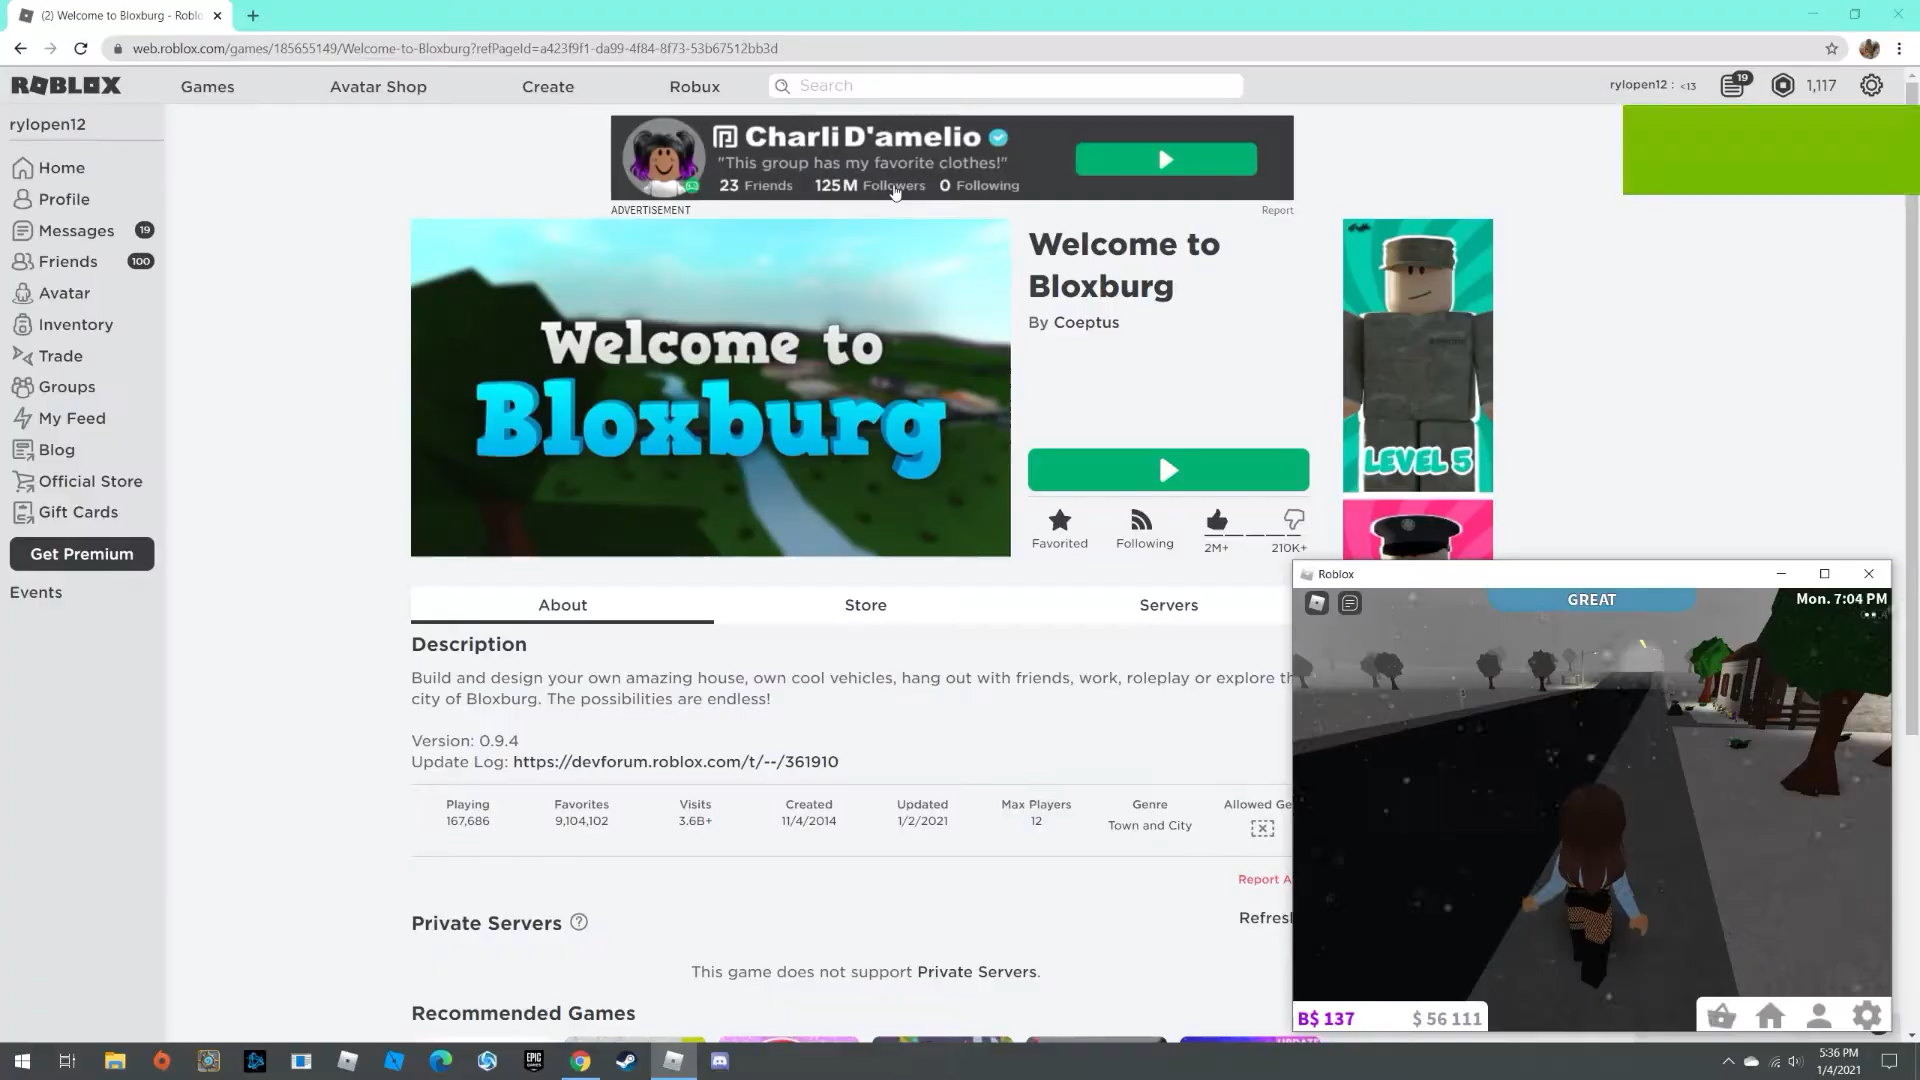 (2) Welcome to Bloxburg - Roblo
web.roblox.com/games/185655149/Welcome-to-Bloxburg?refPageId=a423f9f1-da99-4f84-8f73-53b67512bb3d
ROBLOX
Games
Avatar Shop
Create
Robux
Search
rylopen12 : <13
19
1,117
rylopen12
Home
Profile
Messages 19
Friends 100
Avatar
Inventory
Trade
Groups
My Feed
Blog
Official Store
Gift Cards
Get Premium
Events
Charli D'amelio
"This group has my favorite clothes!"
23 Friends 125M Followers 0 Following
ADVERTISEMENT
Report
Welcome to
Bloxburg
Welcome to
Bloxburg
By Coeptus
Favorited
Following
2M+
210K+
LEVEL 5
About
Store
Servers
Description
Build and design your own amazing house, own cool vehicles, hang out with friends, work, roleplay or explore th
city of Bloxburg. The possibilities are endless!
Version: 0.9.4
Update Log: https://devforum.roblox.com/t/--/361910
Playing Favorites Visits Created Updated Max Players Genre Allowed Ge
167,686 9,104,102 3.6B+ 11/4/2014 1/2/2021 12 Town and City
Report A
Private Servers
Refresh
This game does not support Private Servers.
Recommended Games
Roblox
GREAT
Mon. 7:04 PM
B$ 137
$ 56 111
EPIC
GAMES
5:36 PM
1/4/2021